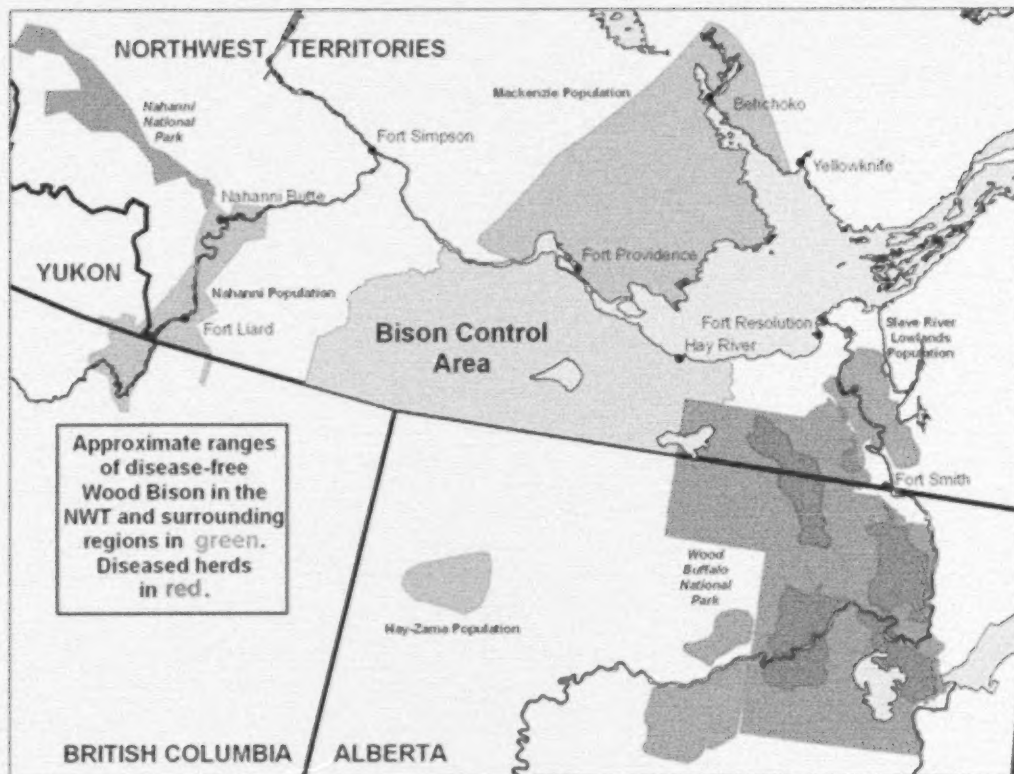 NORTHWEST TERRITORIES
Nahanni
National
Park
Mackenzie Population
Behchoko
Fort Simpson
Yellowknife
Nahanni Butte
YUKON
Fort Providence
Nahanni Population
Fort Liard
Bison Control
Area
Fort Resolution
Hay River
Slave River
Lowlands
Population
Approximate ranges
of disease-free
Wood Bison in the
NWT and surrounding
regions in green.
Diseased herds
in red.
Fort Smith
Wood
Buffalo
National
Park
Hay-Zama Population
BRITISH COLUMBIA
ALBERTA